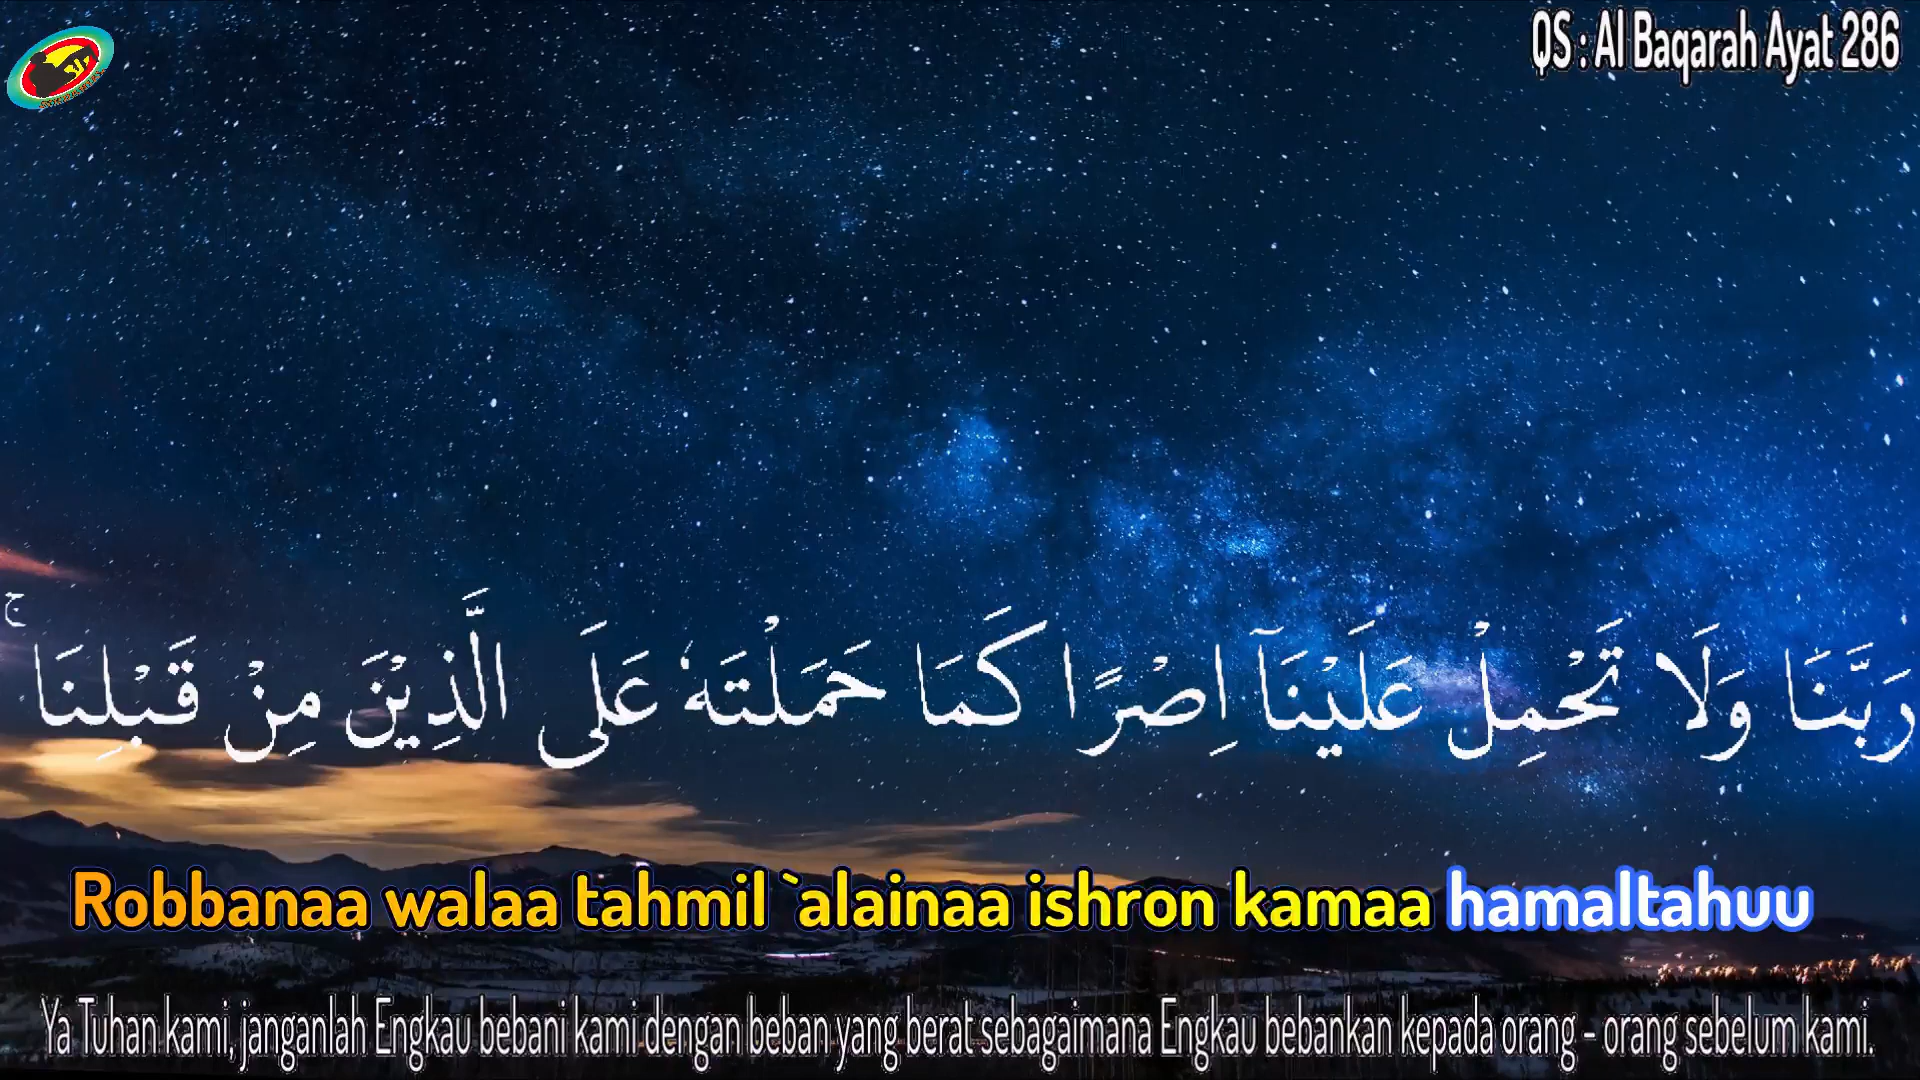 QS : Al Baqarah Ayat 286
رَبَّنَا وَلَا تَحْمِلْ عَلَيْنَآ اِصْرًا كَمَا حَمَلْتَهٗ عَلَى الَّذِيْنَ مِنْ قَبْلِنَا ۚ
Robbanaa walaa tahmil `alainaa ishron kamaa hamaltahuu
Ya Tuhan kami, janganlah Engkau bebani kami dengan beban yang berat sebagaimana Engkau bebankan kepada orang - orang sebelum kami.